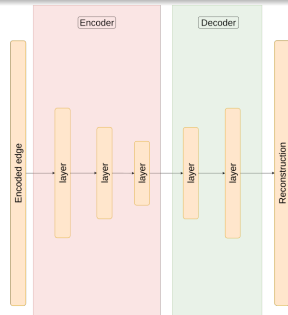 Encoder
Decoder
Encoded edge
layer
layer
layer
layer
layer
Reconstruction